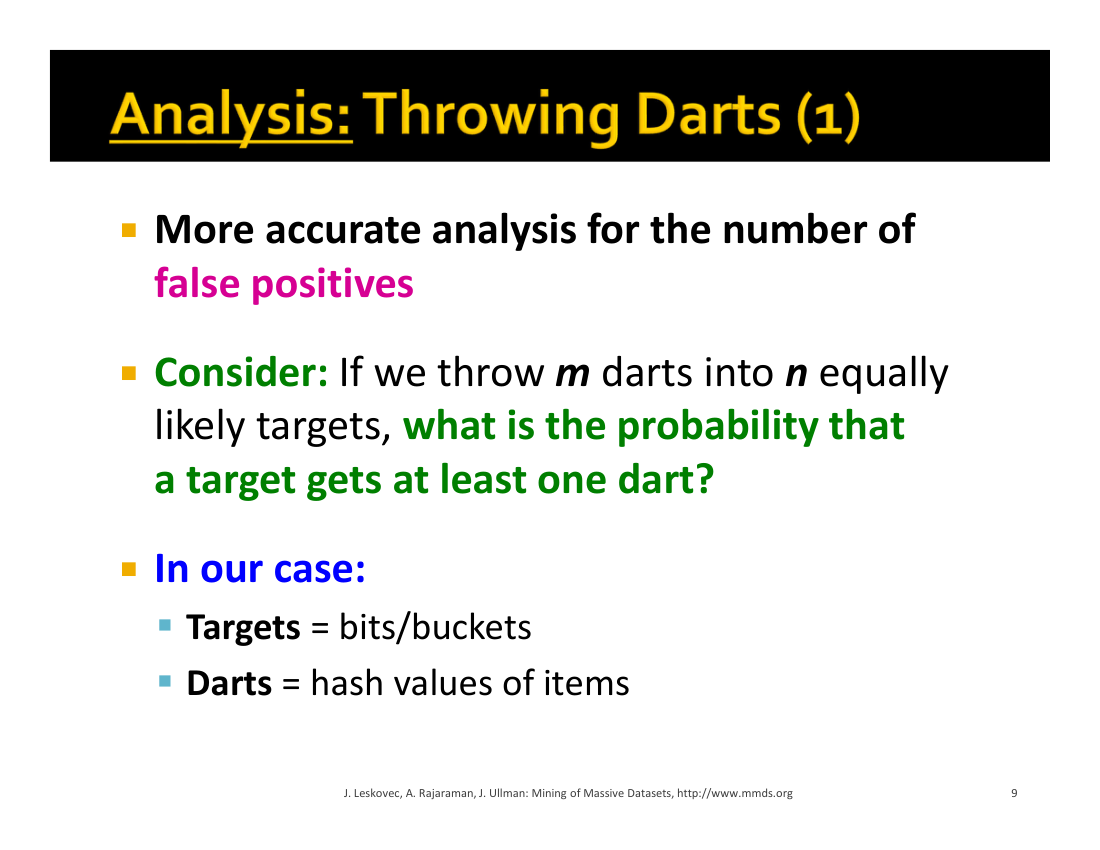 Analysis: Throwing Darts (1)
More accurate analysis for the number of
false positives
Consider: If we throw m darts into n equally
likely targets, what is the probability that
a target gets at least one dart?
In our case:
Targets = bits/buckets
Darts = hash values of items
J. Leskovec, A. Rajaraman, J. Ullman: Mining of Massive Datasets, http://www.mmds.org
9